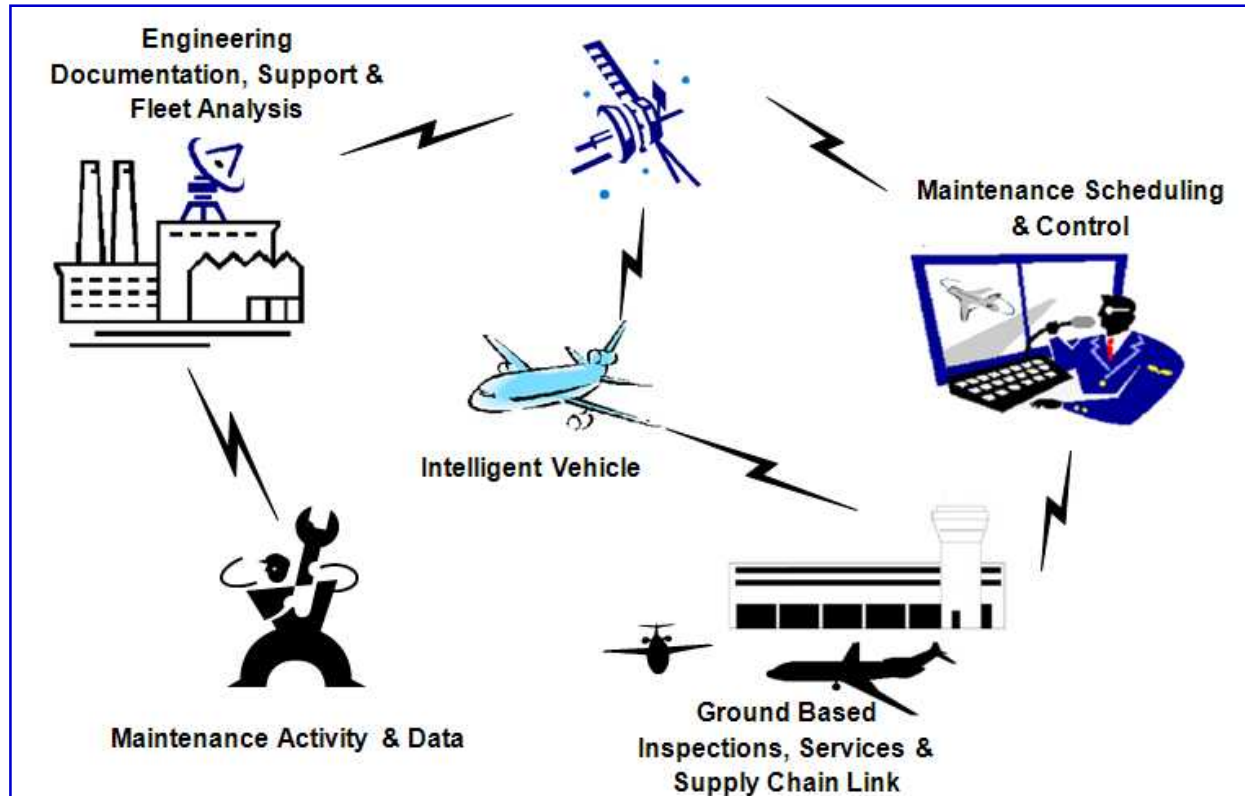 Engineering
Documentation, Support &
Fleet Analysis
Maintenance Scheduling
& Control
Intelligent Vehicle
Maintenance Activity & Data
Ground Based
Inspections, Services &
Supply Chain Link